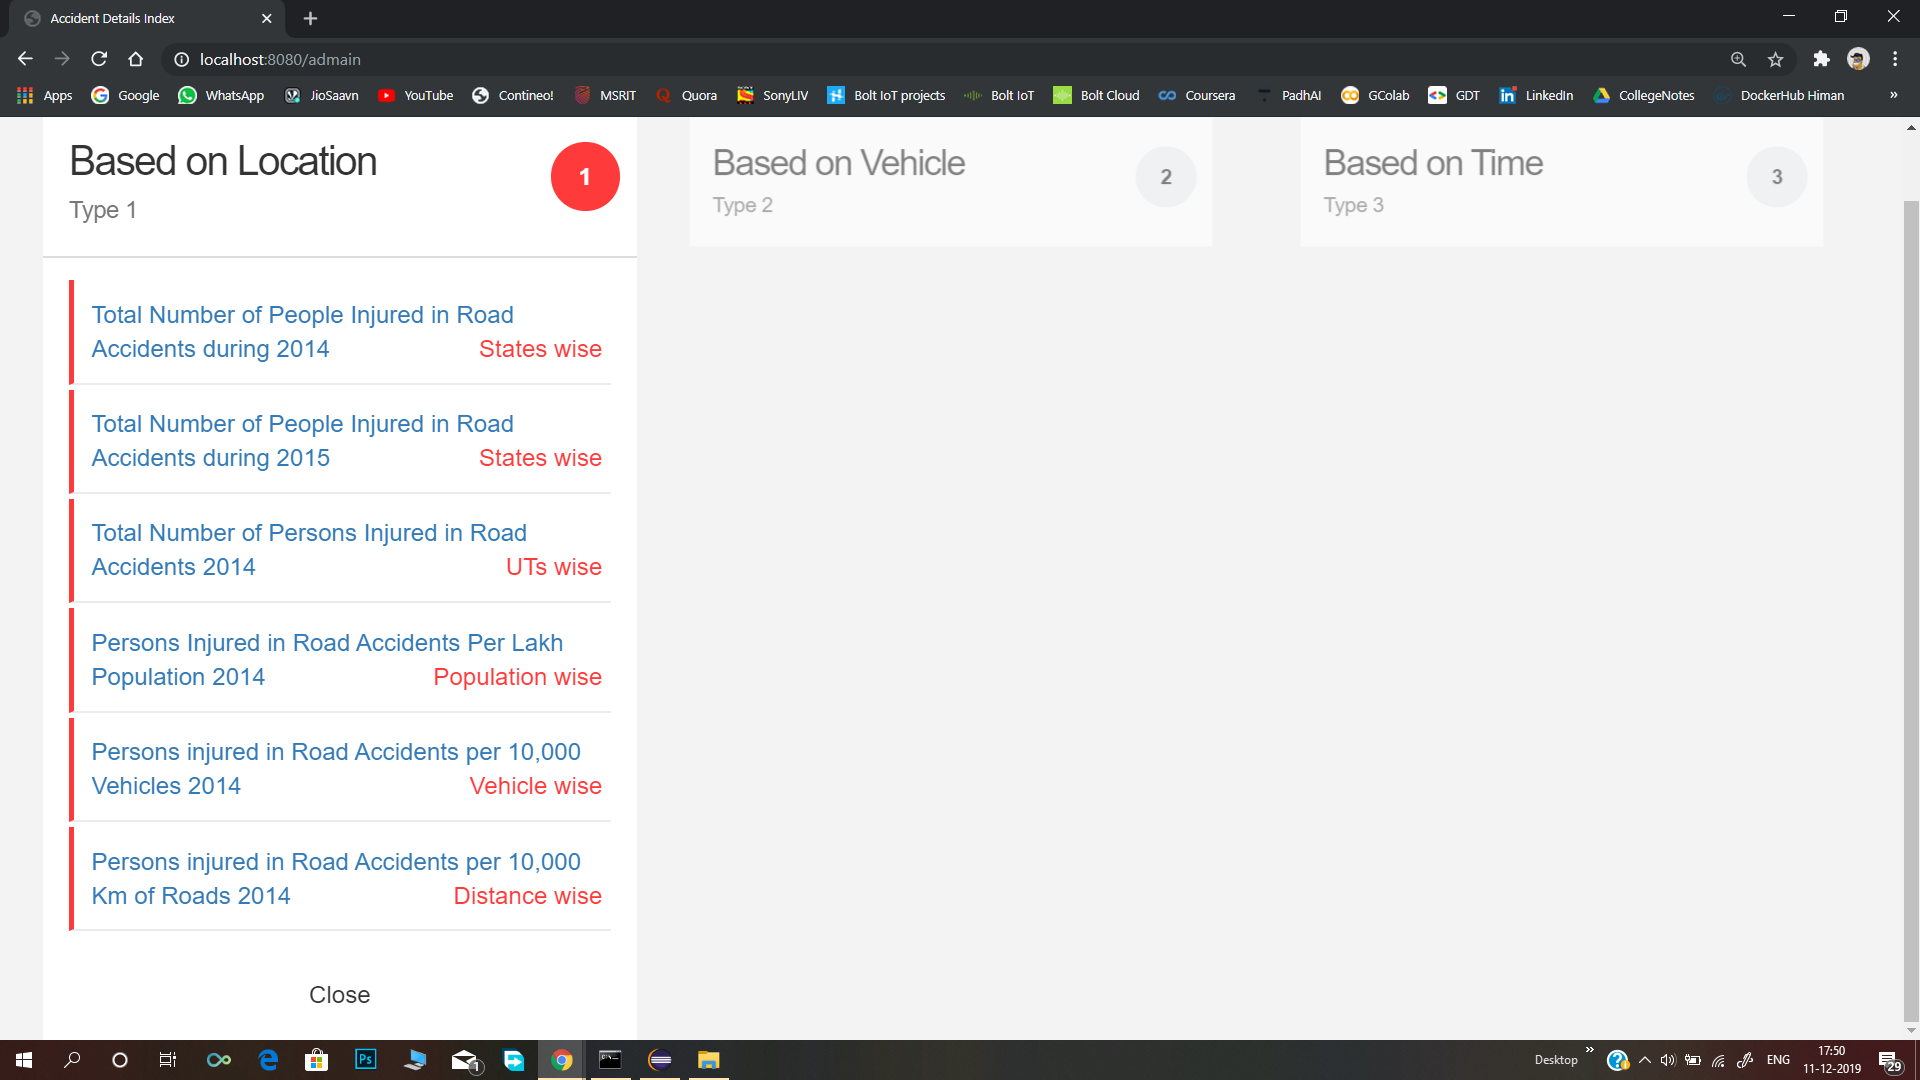 Accident Details Index
localhost:8080/admain
Apps Google WhatsApp JioSaavn YouTube Contineo! MSRIT Quora SonyLIV Bolt IoT projects Bolt IoT Bolt Cloud Coursera PadhAI GColab GDT LinkedIn CollegeNotes DockerHub Himan »
Based on Location
1
Type 1
Total Number of People Injured in Road
Accidents during 2014 States wise
Total Number of People Injured in Road
Accidents during 2015 States wise
Total Number of Persons Injured in Road
Accidents 2014 UTs wise
Persons Injured in Road Accidents Per Lakh
Population 2014 Population wise
Persons injured in Road Accidents per 10,000
Vehicles 2014 Vehicle wise
Persons injured in Road Accidents per 10,000
Km of Roads 2014 Distance wise
Close
Based on Vehicle
2
Type 2
Based on Time
3
Type 3
Ps
1
Desktop » ENG
17:50
11-12-2019
29